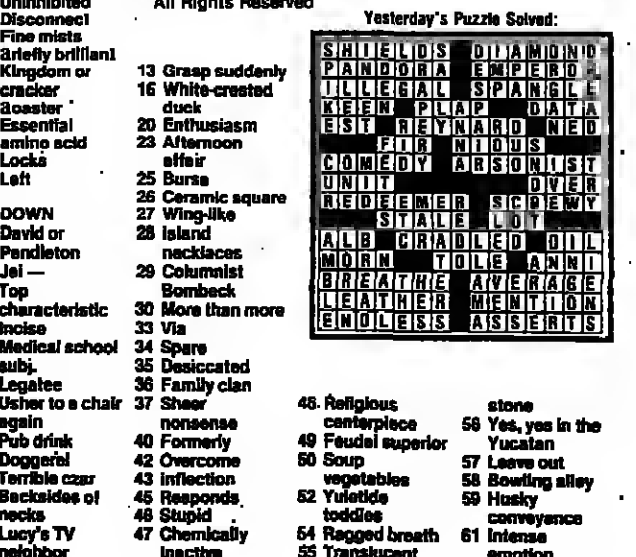 Uninhibited
Disconnect
Fine mists
Briefly brilliant
Kingdom or
cracker
Boaster
Essential
amino acid
Locks
Left
DOWN
David or
Pendleton
Jai —
Top
characteristic
Incise
Medical school
subj.
Legatee
Usher to a chair
again
Pub drink
Doggerel
Terrible czar
Backsides of
necks
Lucy's TV
neighbor
All Rights Reserved
13 Grasp suddenly
16 White-crested
duck
20 Enthusiasm
23 Afternoon
affair
25 Bursa
26 Ceramic square
27 Wing-like
28 Island
necklaces
29 Columnist
Bombeck
30 More than more
33 Via
34 Spare
35 Desiccated
36 Family clan
37 Sheer
nonsense
40 Formerly
42 Overcome
43 Inflection
45 Responds
46 Stupid
47 Chemically
inactive
Yesterday's Puzzle Solved:
SHIELDS DIAMOND
PANDORA EMPEROR
ILLEGAL SPANGLE
KEEN PLAP DATA
EST REYNARD NED
FIR NIOUS
COMEDY ARSONIST
UNIT OVER
REDEEMER SCREWY
STALE LOT
ALB CRADLED OIL
MORN TOLE ANNI
BREATHE AVERAGE
LEATHER MENTION
ENDLESS ASSERTS
48 Religious
centerpiece
49 Feudal superior
50 Soup
vegetables
52 Yuletide
toddies
54 Ragged breath
55 Translucent
stone
56 Yes, yes in the
Yucatan
57 Leave out
58 Bowling alley
59 Husky
conveyance
61 Intense
emotion